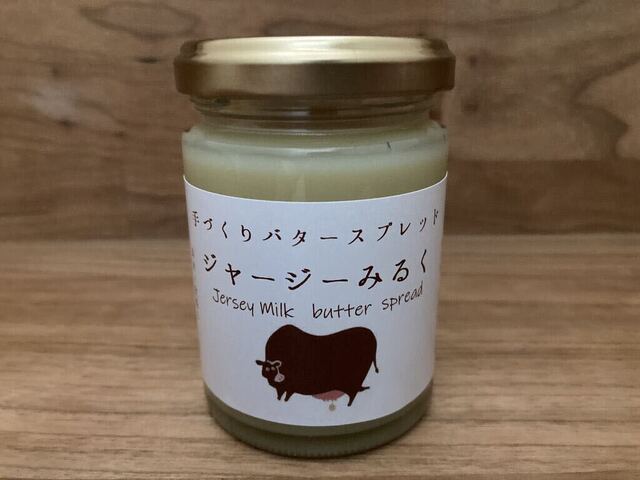 手づくりバタースプレッド
ジャージーみるく
Jersey Milk butter spread